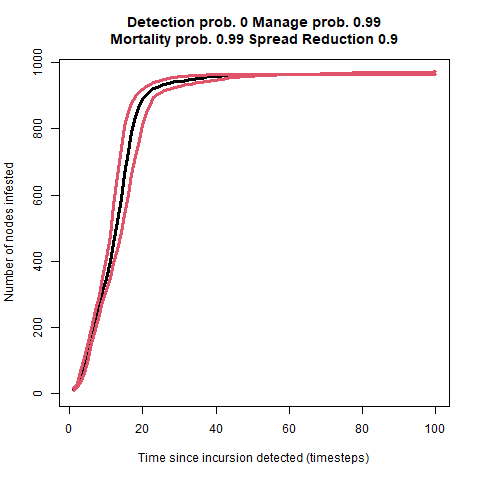 Detection prob. 0 Manage prob. 0.99
Mortality prob. 0.99 Spread Reduction 0.9
Number of nodes infested
1000
800
600
400
200
0
0 20 40 60 80 100
Time since incursion detected (timesteps)